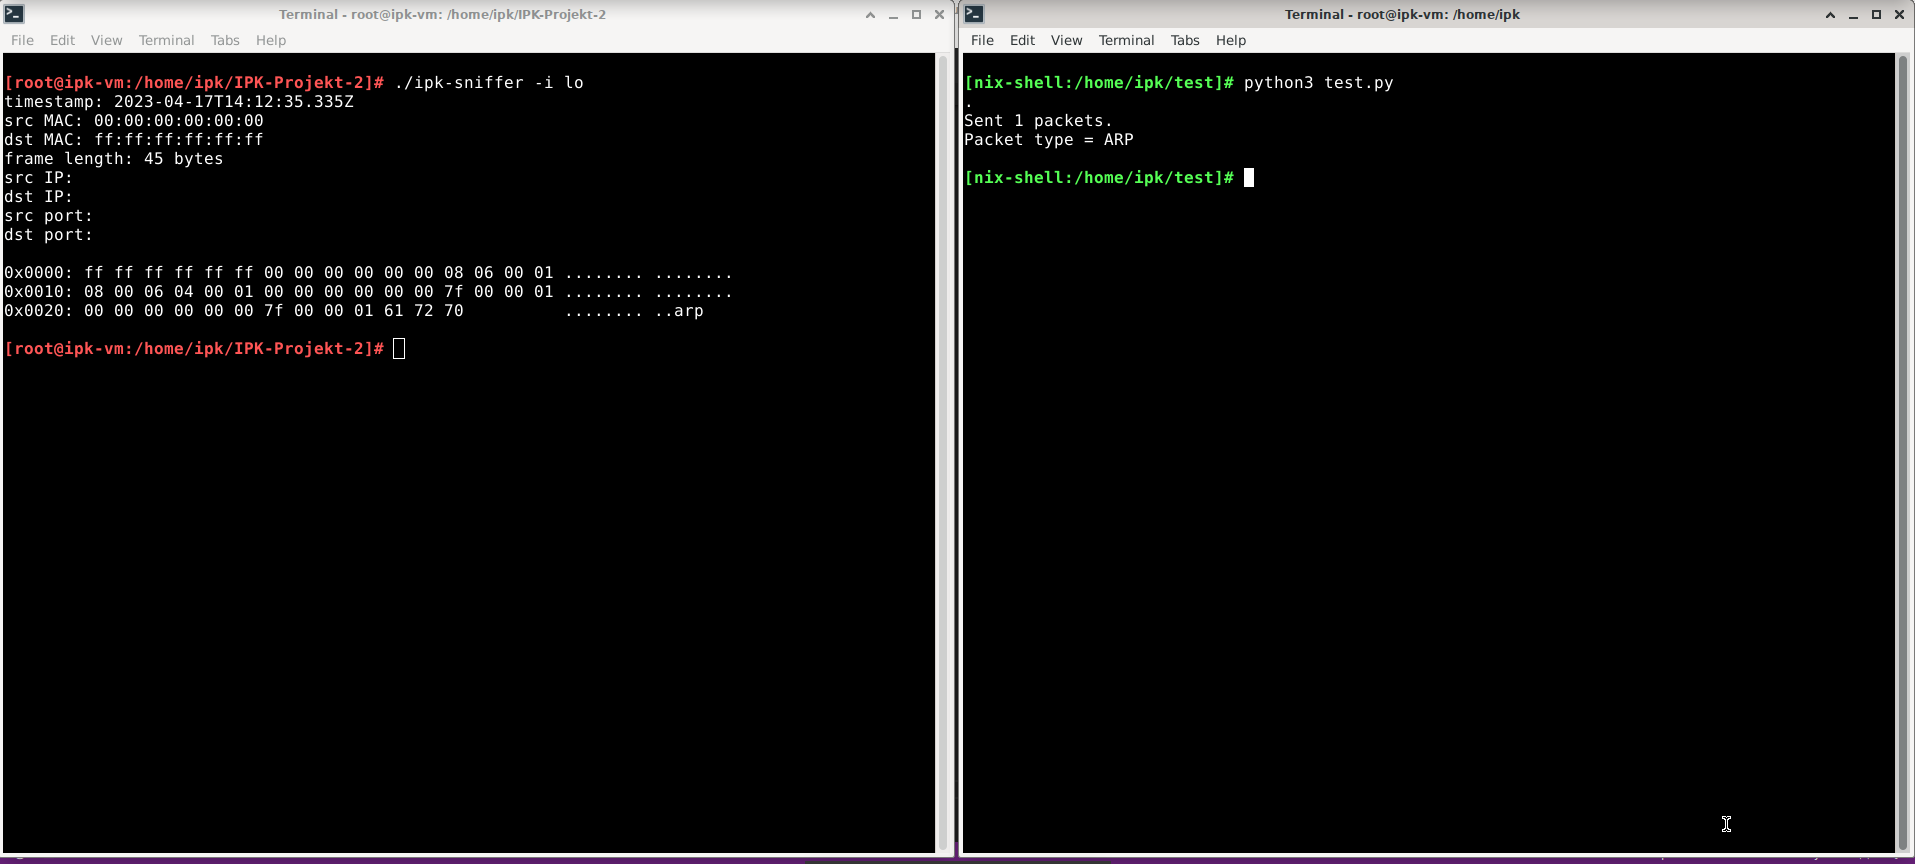 Terminal - root@ipk-vm: /home/ipk/IPK-Projekt-2
File Edit View Terminal Tabs Help
[root@ipk-vm:/home/ipk/IPK-Projekt-2]# ./ipk-sniffer -i lo
timestamp: 2023-04-17T14:12:35.335Z
src MAC: 00:00:00:00:00:00
dst MAC: ff:ff:ff:ff:ff:ff
frame length: 45 bytes
src IP:
dst IP:
src port:
dst port:
0x0000: ff ff ff ff ff ff 00 00 00 00 00 00 08 06 00 01 ........ ........
0x0010: 08 00 06 04 00 01 00 00 00 00 00 00 7f 00 00 01 ........ ........
0x0020: 00 00 00 00 00 00 7f 00 00 01 61 72 70 ........ ..arp
[root@ipk-vm:/home/ipk/IPK-Projekt-2]#
Terminal - root@ipk-vm: /home/ipk
File Edit View Terminal Tabs Help
[nix-shell:/home/ipk/test]# python3 test.py
.
Sent 1 packets.
Packet type = ARP
[nix-shell:/home/ipk/test]#